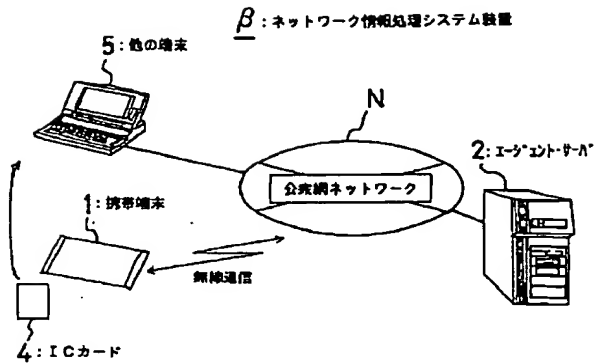 β:ネットワーク情報処理システム装置
5:他の端末
N
2:エージェント・サーバ
公衆網ネットワーク
1:携帯端末
無線通信
4:ICカード